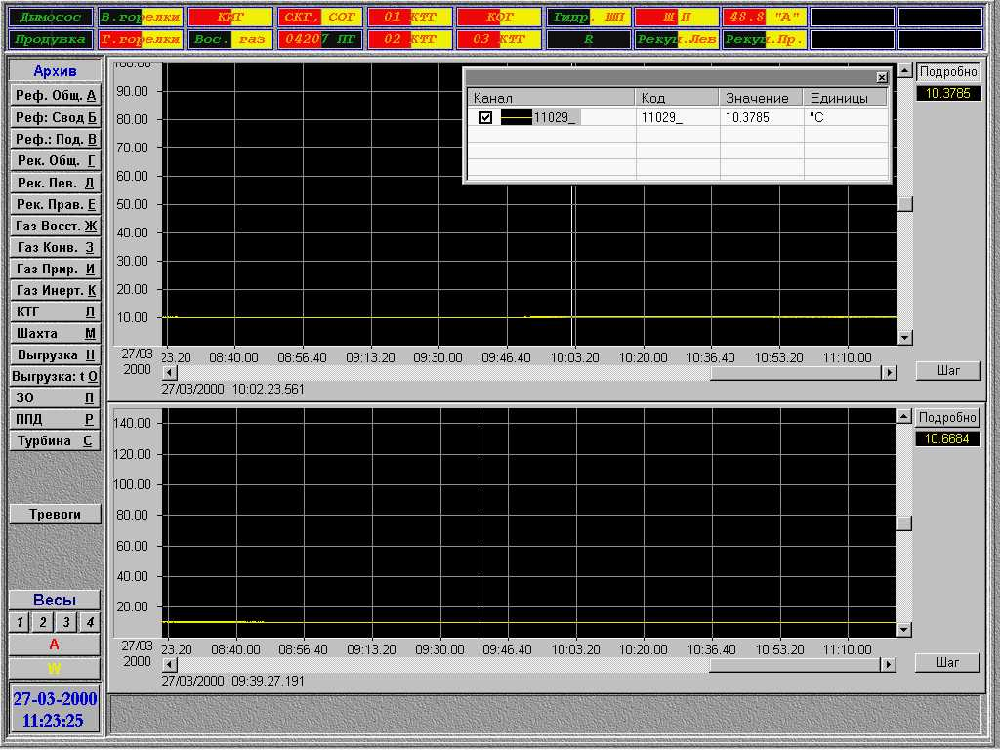 Дымосос В.горелки КИГ СКГ, СОГ 01 КТГ КОГ Гидр. ШП Ш П 48.8 "А"
Продувка Г.горелки Вос. газ 04207 ПГ 02 КТГ 03 КТГ R Рекуп.Лев Рекуп.Пр.
Архив
Реф. Общ. А
Реф: Свод Б
Реф.: Под. В
Рек. Общ. Г
Рек. Лев. Д
Рек. Прав. Е
Газ Восст. Ж
Газ Конв. З
Газ Прир. И
Газ Инерт. К
КТГ Л
Шахта М
Выгрузка Н
Выгрузка: t О
ЗО П
ППД Р
Турбина С
Тревоги
Весы
1 2 3 4
A
W
27-03-2000
11:23:25
100.00
90.00
80.00
70.00
60.00
50.00
40.00
30.00
20.00
10.00
27/03
2000
23.20 08:40.00 08:56.40 09:13.20 09:30.00 09:46.40 10:03.20 10:20.00 10:36.40 10:53.20 11:10.00
27/03/2000 10:02.23.561
Канал Код Значение Единицы
11029_ 11029_ 10.3785 °C
Подробно
10.3785
Шаг
140.00
120.00
100.00
80.00
60.00
40.00
20.00
27/03
2000
23.20 08:40.00 08:56.40 09:13.20 09:30.00 09:46.40 10:03.20 10:20.00 10:36.40 10:53.20 11:10.00
27/03/2000 09:39.27.191
Подробно
10.6684
Шаг